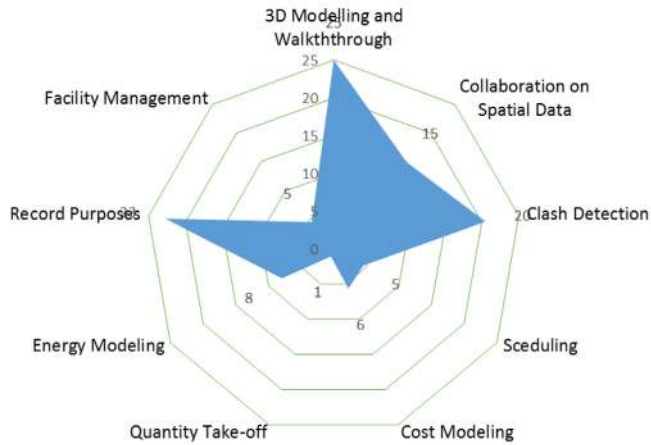 3D Modelling and
25
Walkththrough
25
Facility Management
20
Collaboration on
Spatial Data
15
15
10
5
Record Purposes
5
20
Clash Detection
0
8
1
5
6
Energy Modeling
Sceduling
Quantity Take-off
Cost Modeling